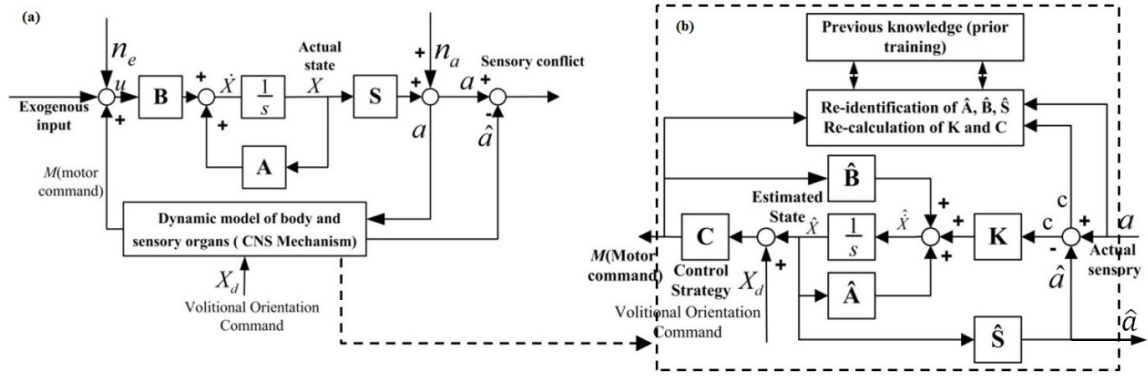 (a)
n_e
u
B
+
Ẋ
1/s
Actual
state
X
S
+
+
n_a
a
+
Sensory conflict
-
â
a
Exogenous
input
+
+
A
M(motor
command)
Dynamic model of body and
sensory organs ( CNS Mechanism)
X_d
Volitional Orientation
Command
(b)
Previous knowledge (prior
training)
Re-identification of Â, B̂, Ŝ
Re-calculation of K and C
B̂
Estimated
State
X̂
1/s
X̂̇
+
+
+
K
c
c
-
+
a
Actual
sensory
â
M(Motor
command)
C
Control
Strategy
-
+
X_d
Â
Volitional Orientation
Command
Ŝ
â